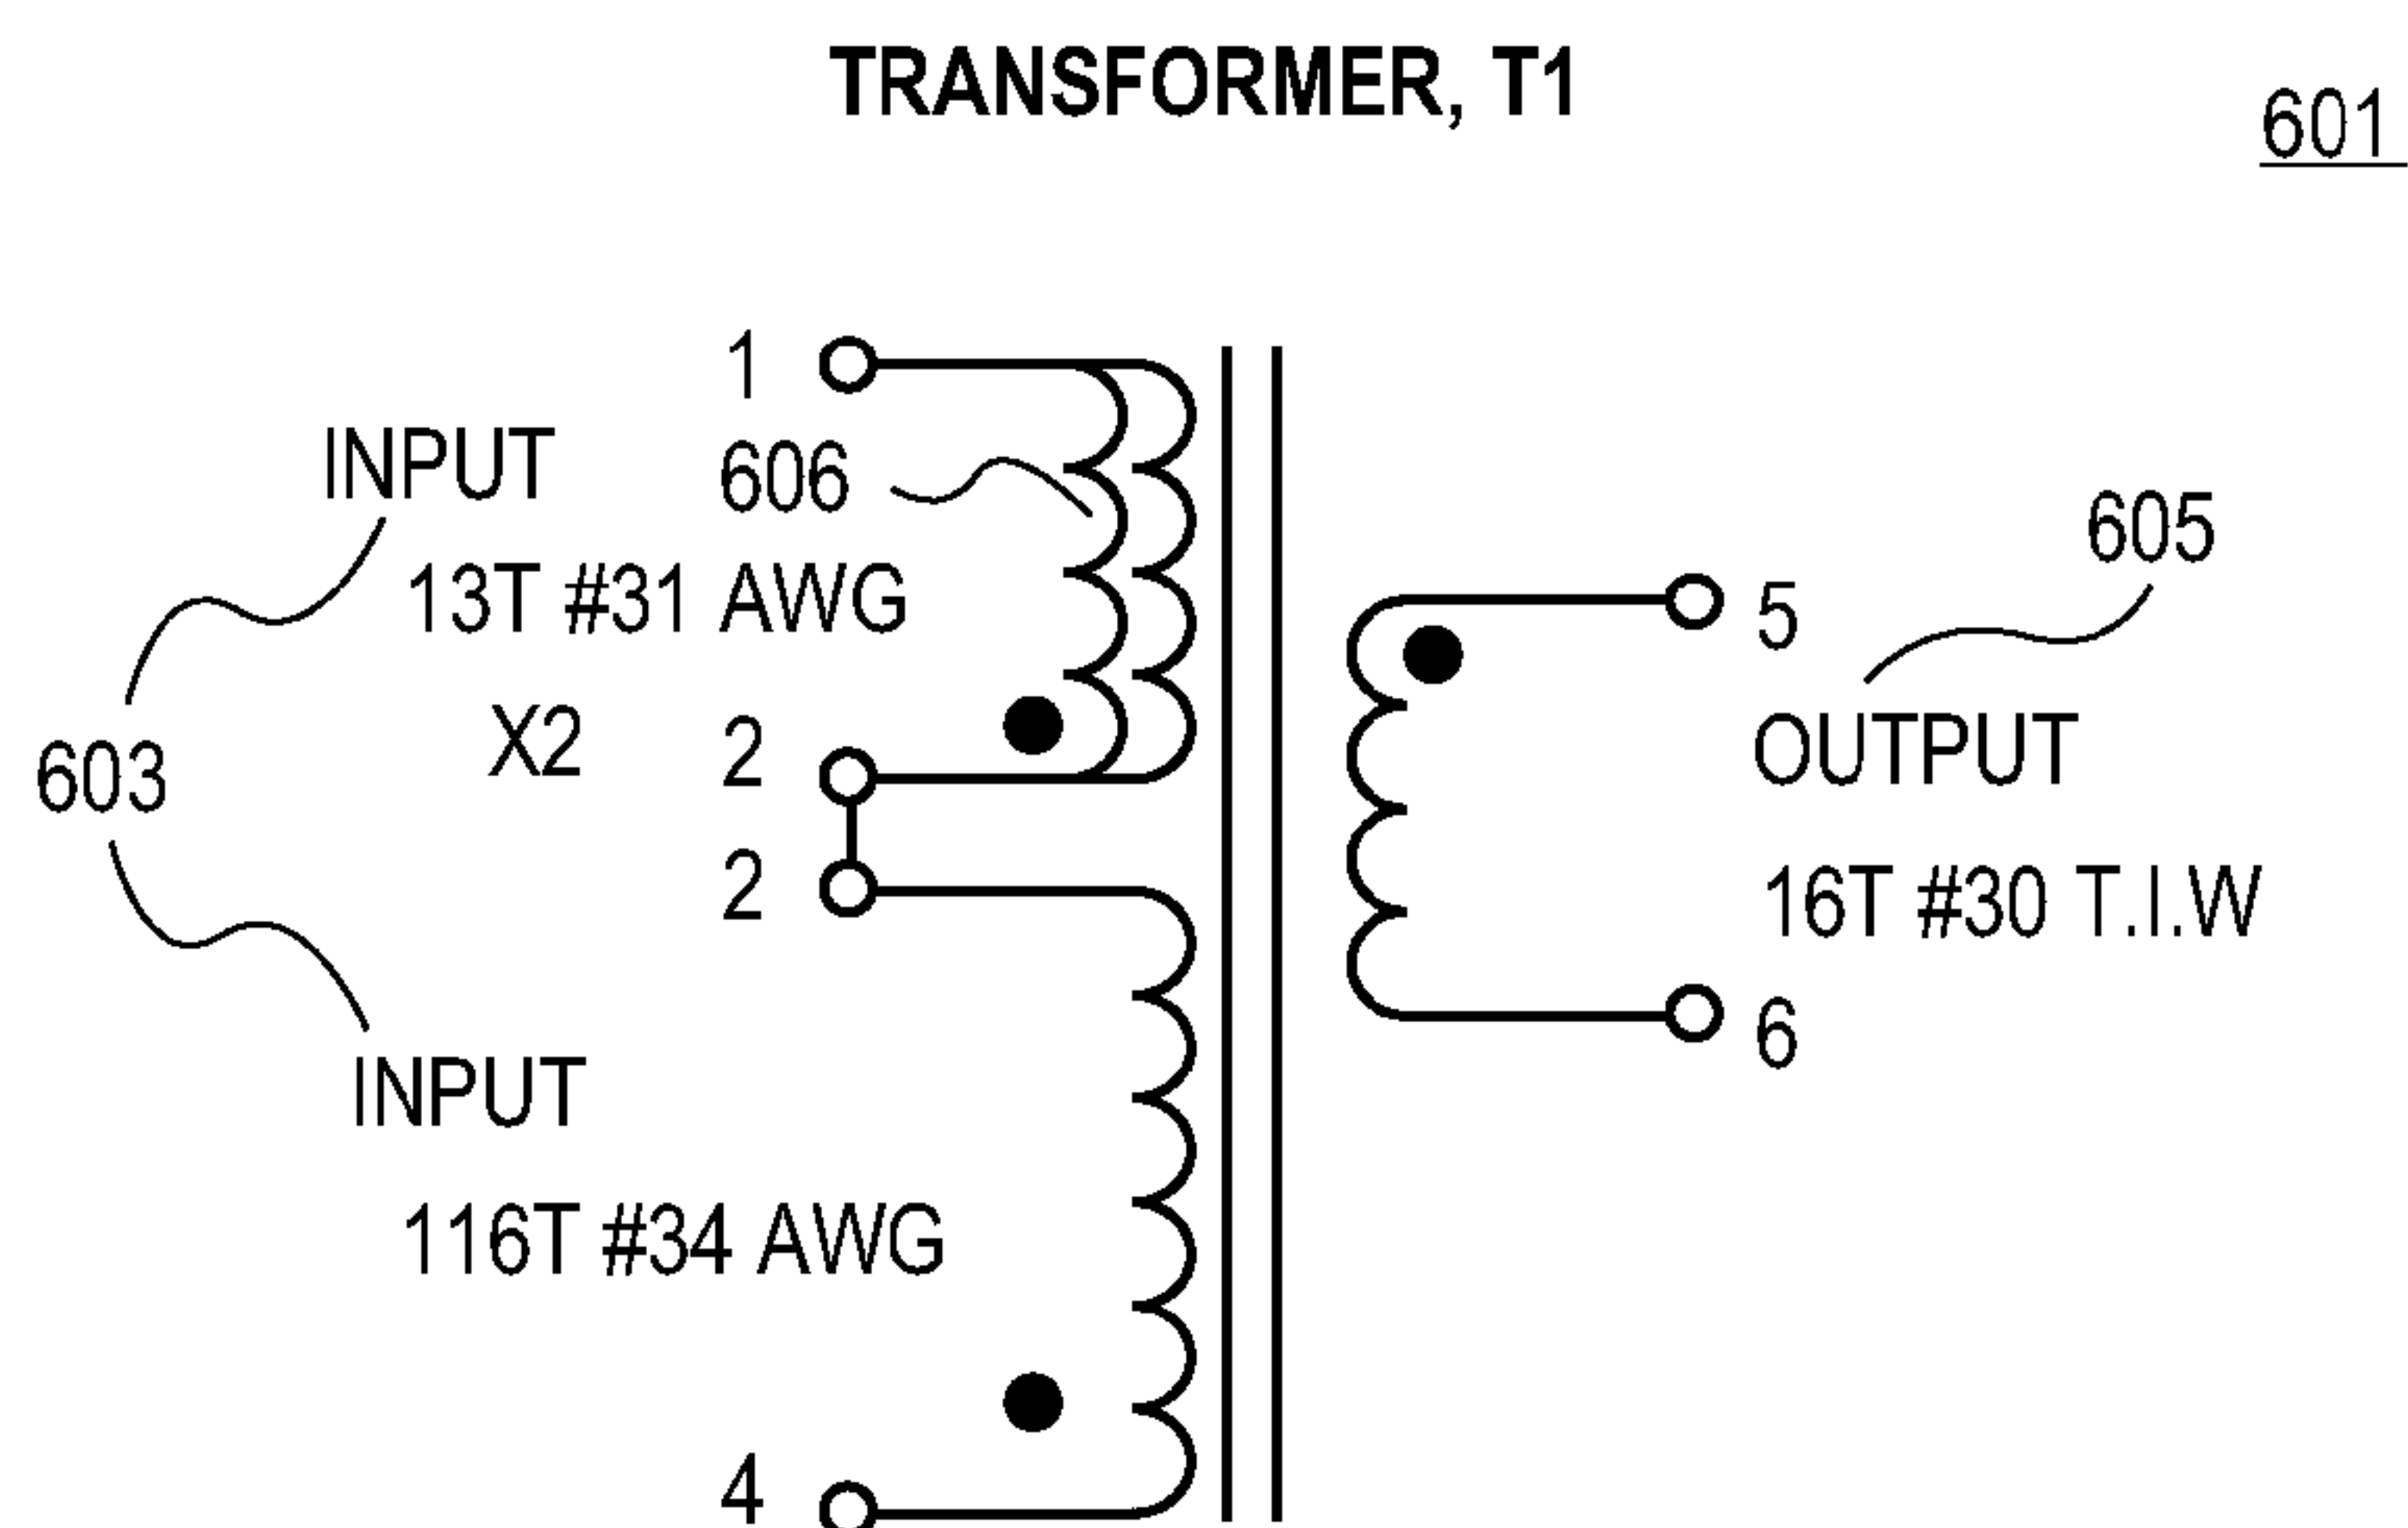 TRANSFORMER, T1
601
1
INPUT
606
13T #31 AWG
X2
2
603
2
INPUT
116T #34 AWG
4
605
5
OUTPUT
16T #30 T.I.W
6